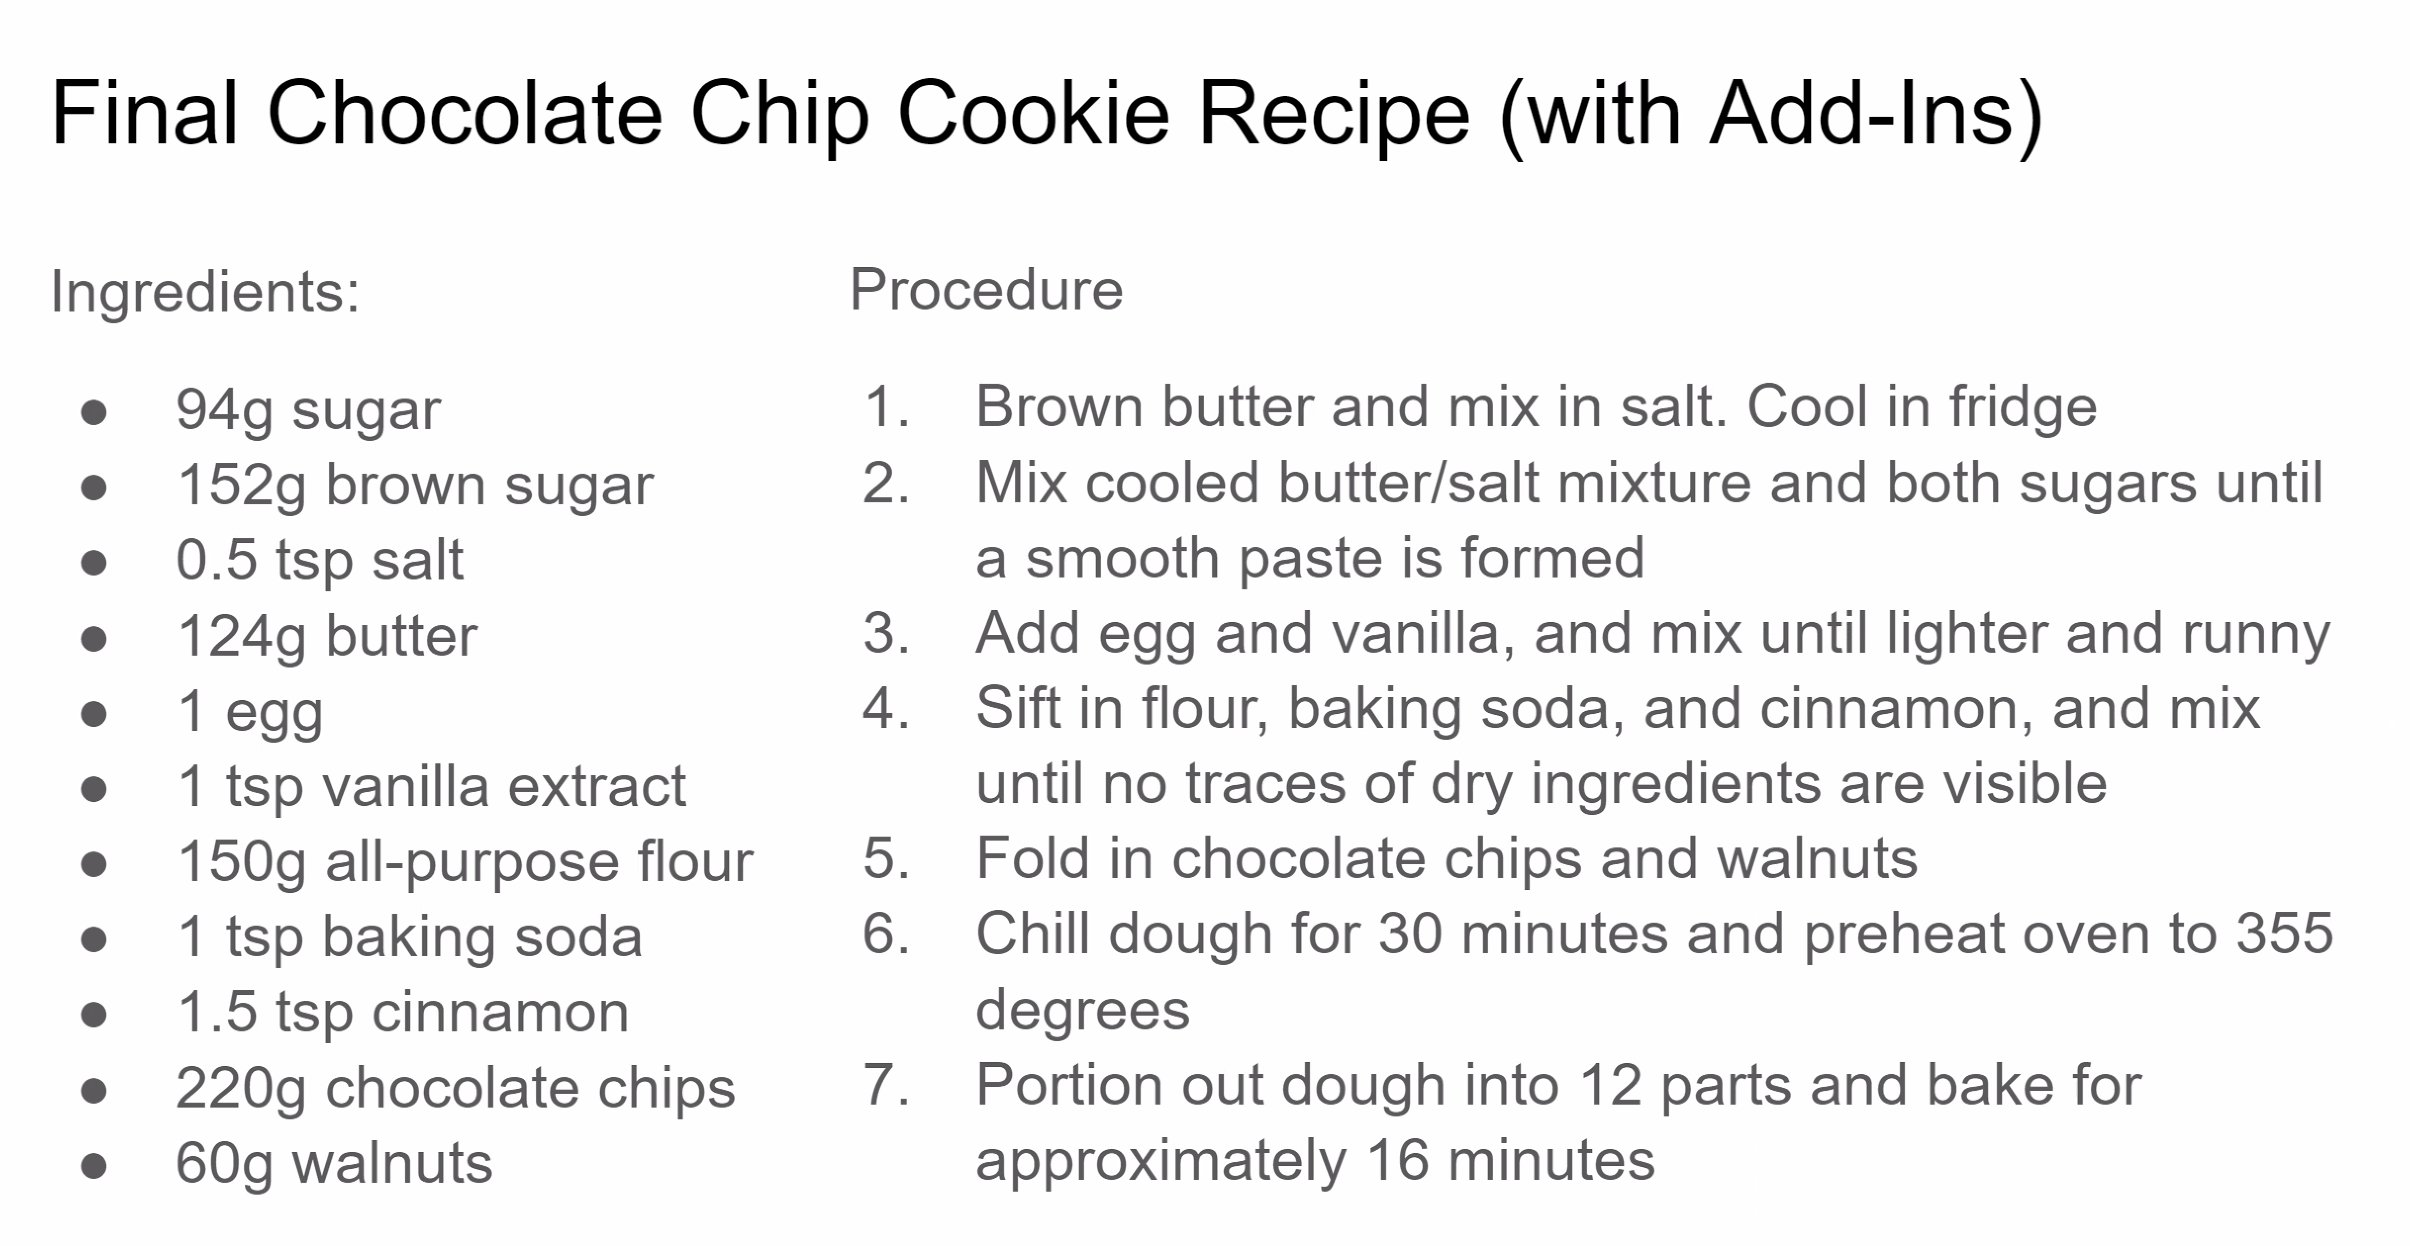 Final Chocolate Chip Cookie Recipe (with Add-Ins)
Ingredients:
● 94g sugar
● 152g brown sugar
● 0.5 tsp salt
● 124g butter
● 1 egg
● 1 tsp vanilla extract
● 150g all-purpose flour
● 1 tsp baking soda
● 1.5 tsp cinnamon
● 220g chocolate chips
● 60g walnuts
Procedure
1. Brown butter and mix in salt. Cool in fridge
2. Mix cooled butter/salt mixture and both sugars until
a smooth paste is formed
3. Add egg and vanilla, and mix until lighter and runny
4. Sift in flour, baking soda, and cinnamon, and mix
until no traces of dry ingredients are visible
5. Fold in chocolate chips and walnuts
6. Chill dough for 30 minutes and preheat oven to 355
degrees
7. Portion out dough into 12 parts and bake for
approximately 16 minutes